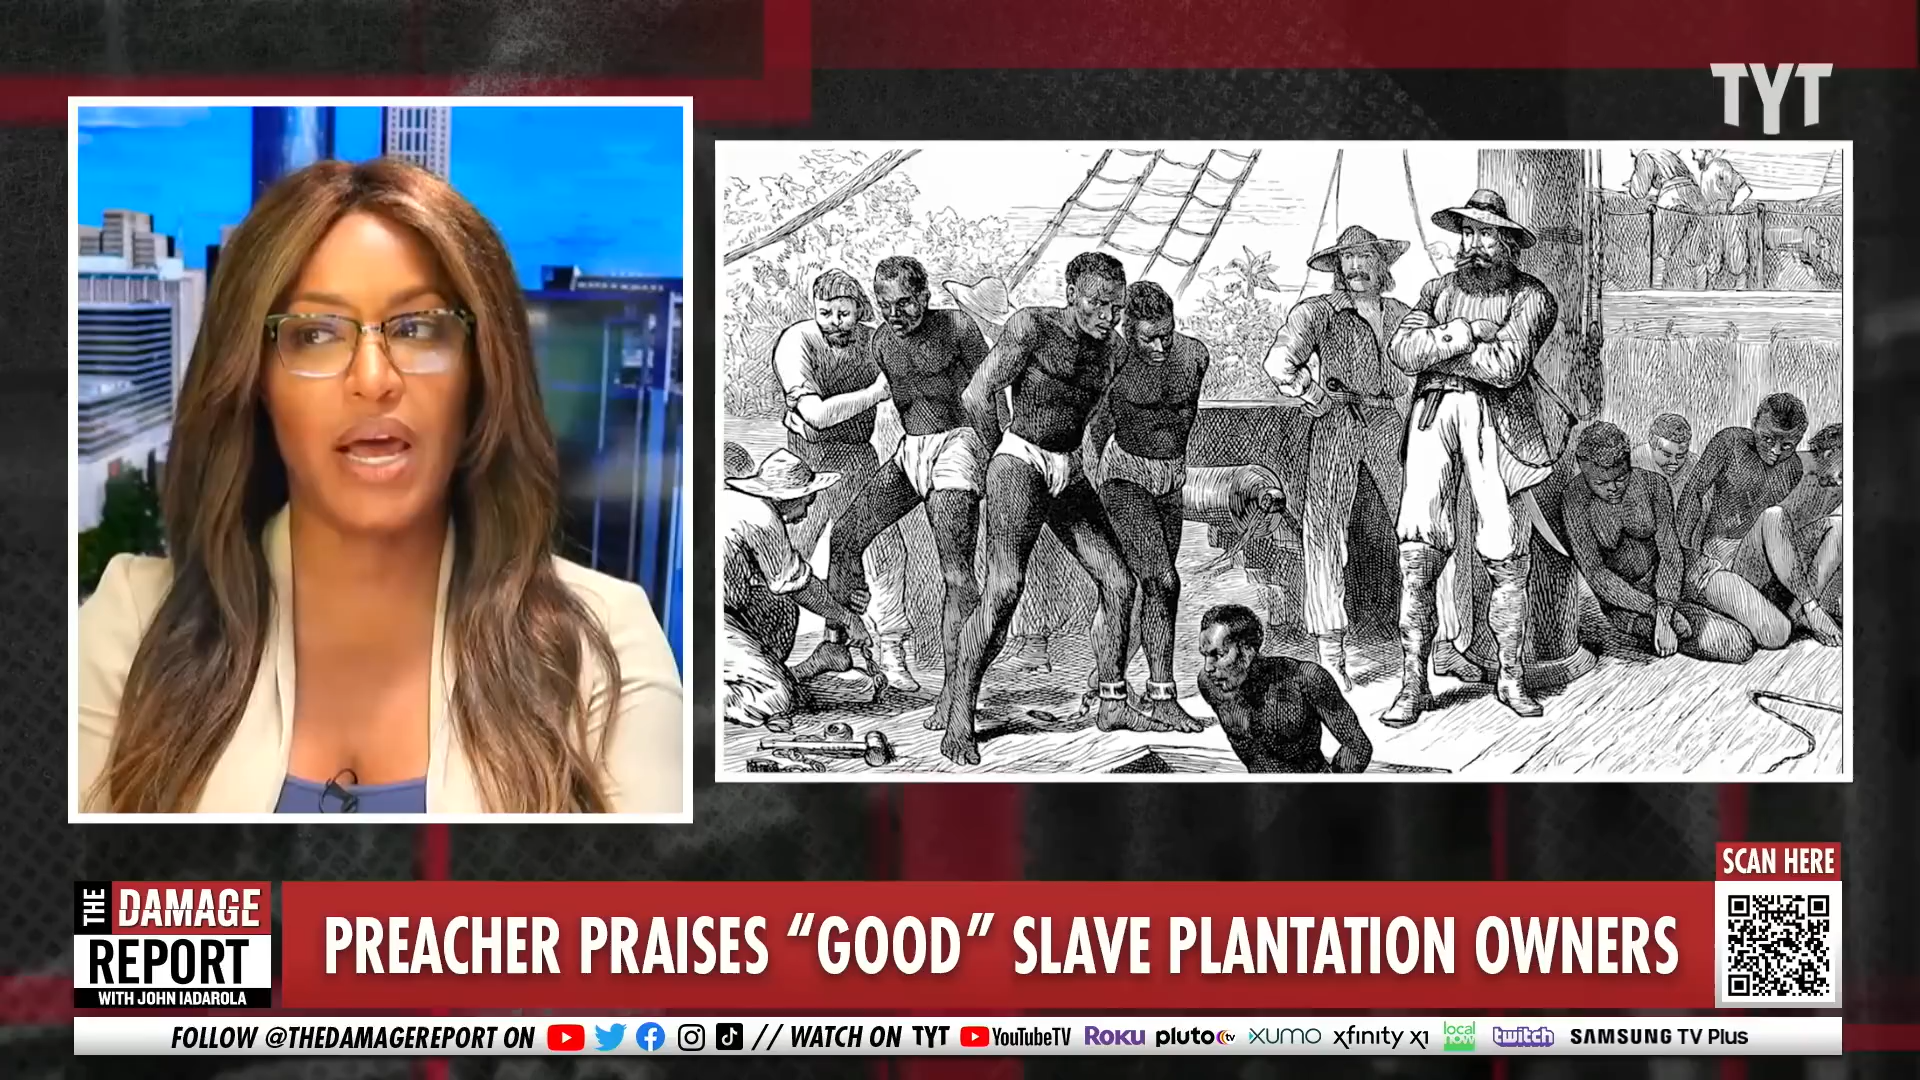 TYT
SCAN HERE
THE DAMAGE REPORT
WITH JOHN IADAROLA
PREACHER PRAISES “GOOD” SLAVE PLANTATION OWNERS
FOLLOW @THEDAMAGEREPORT ON // WATCH ON TYT YouTubeTV ROKU pluto tv XUMO xfinity x1 local now twitch SAMSUNG TV Plus